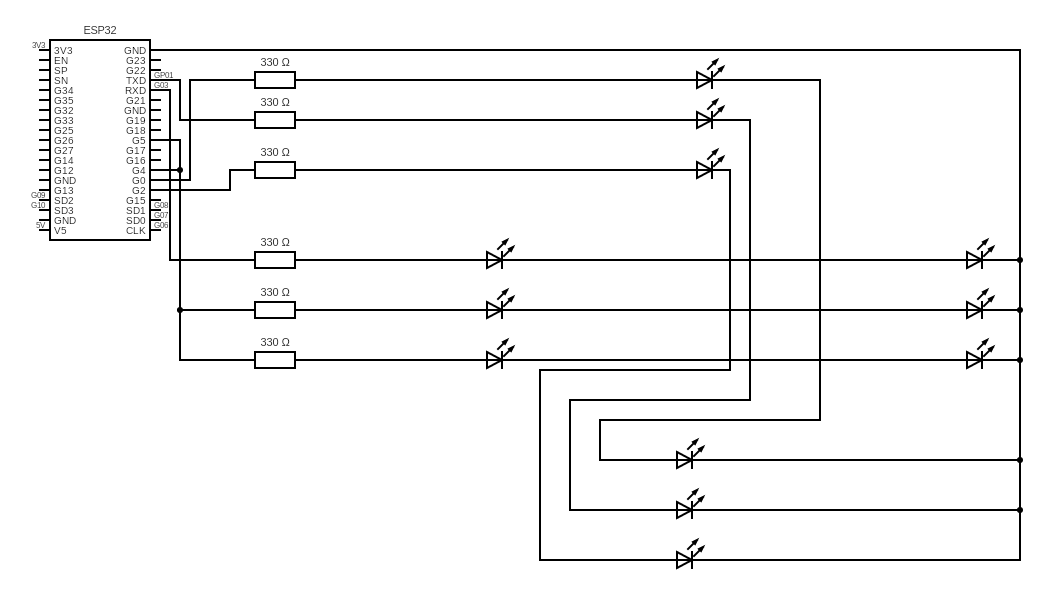 ESP32
3V3
3V3 GND
EN G23
SP G22
SN TXD GP01
G34 RXD G03
G35 G21
G32 GND
G33 G19
G25 G18
G26 G5
G27 G17
G14 G16
G12 G4
GND G0
G13 G2
G09 SD2 G15
G10 SD3 SD1 G08
GND SD0 G07
5V V5 CLK G06
330 Ω
330 Ω
330 Ω
330 Ω
330 Ω
330 Ω